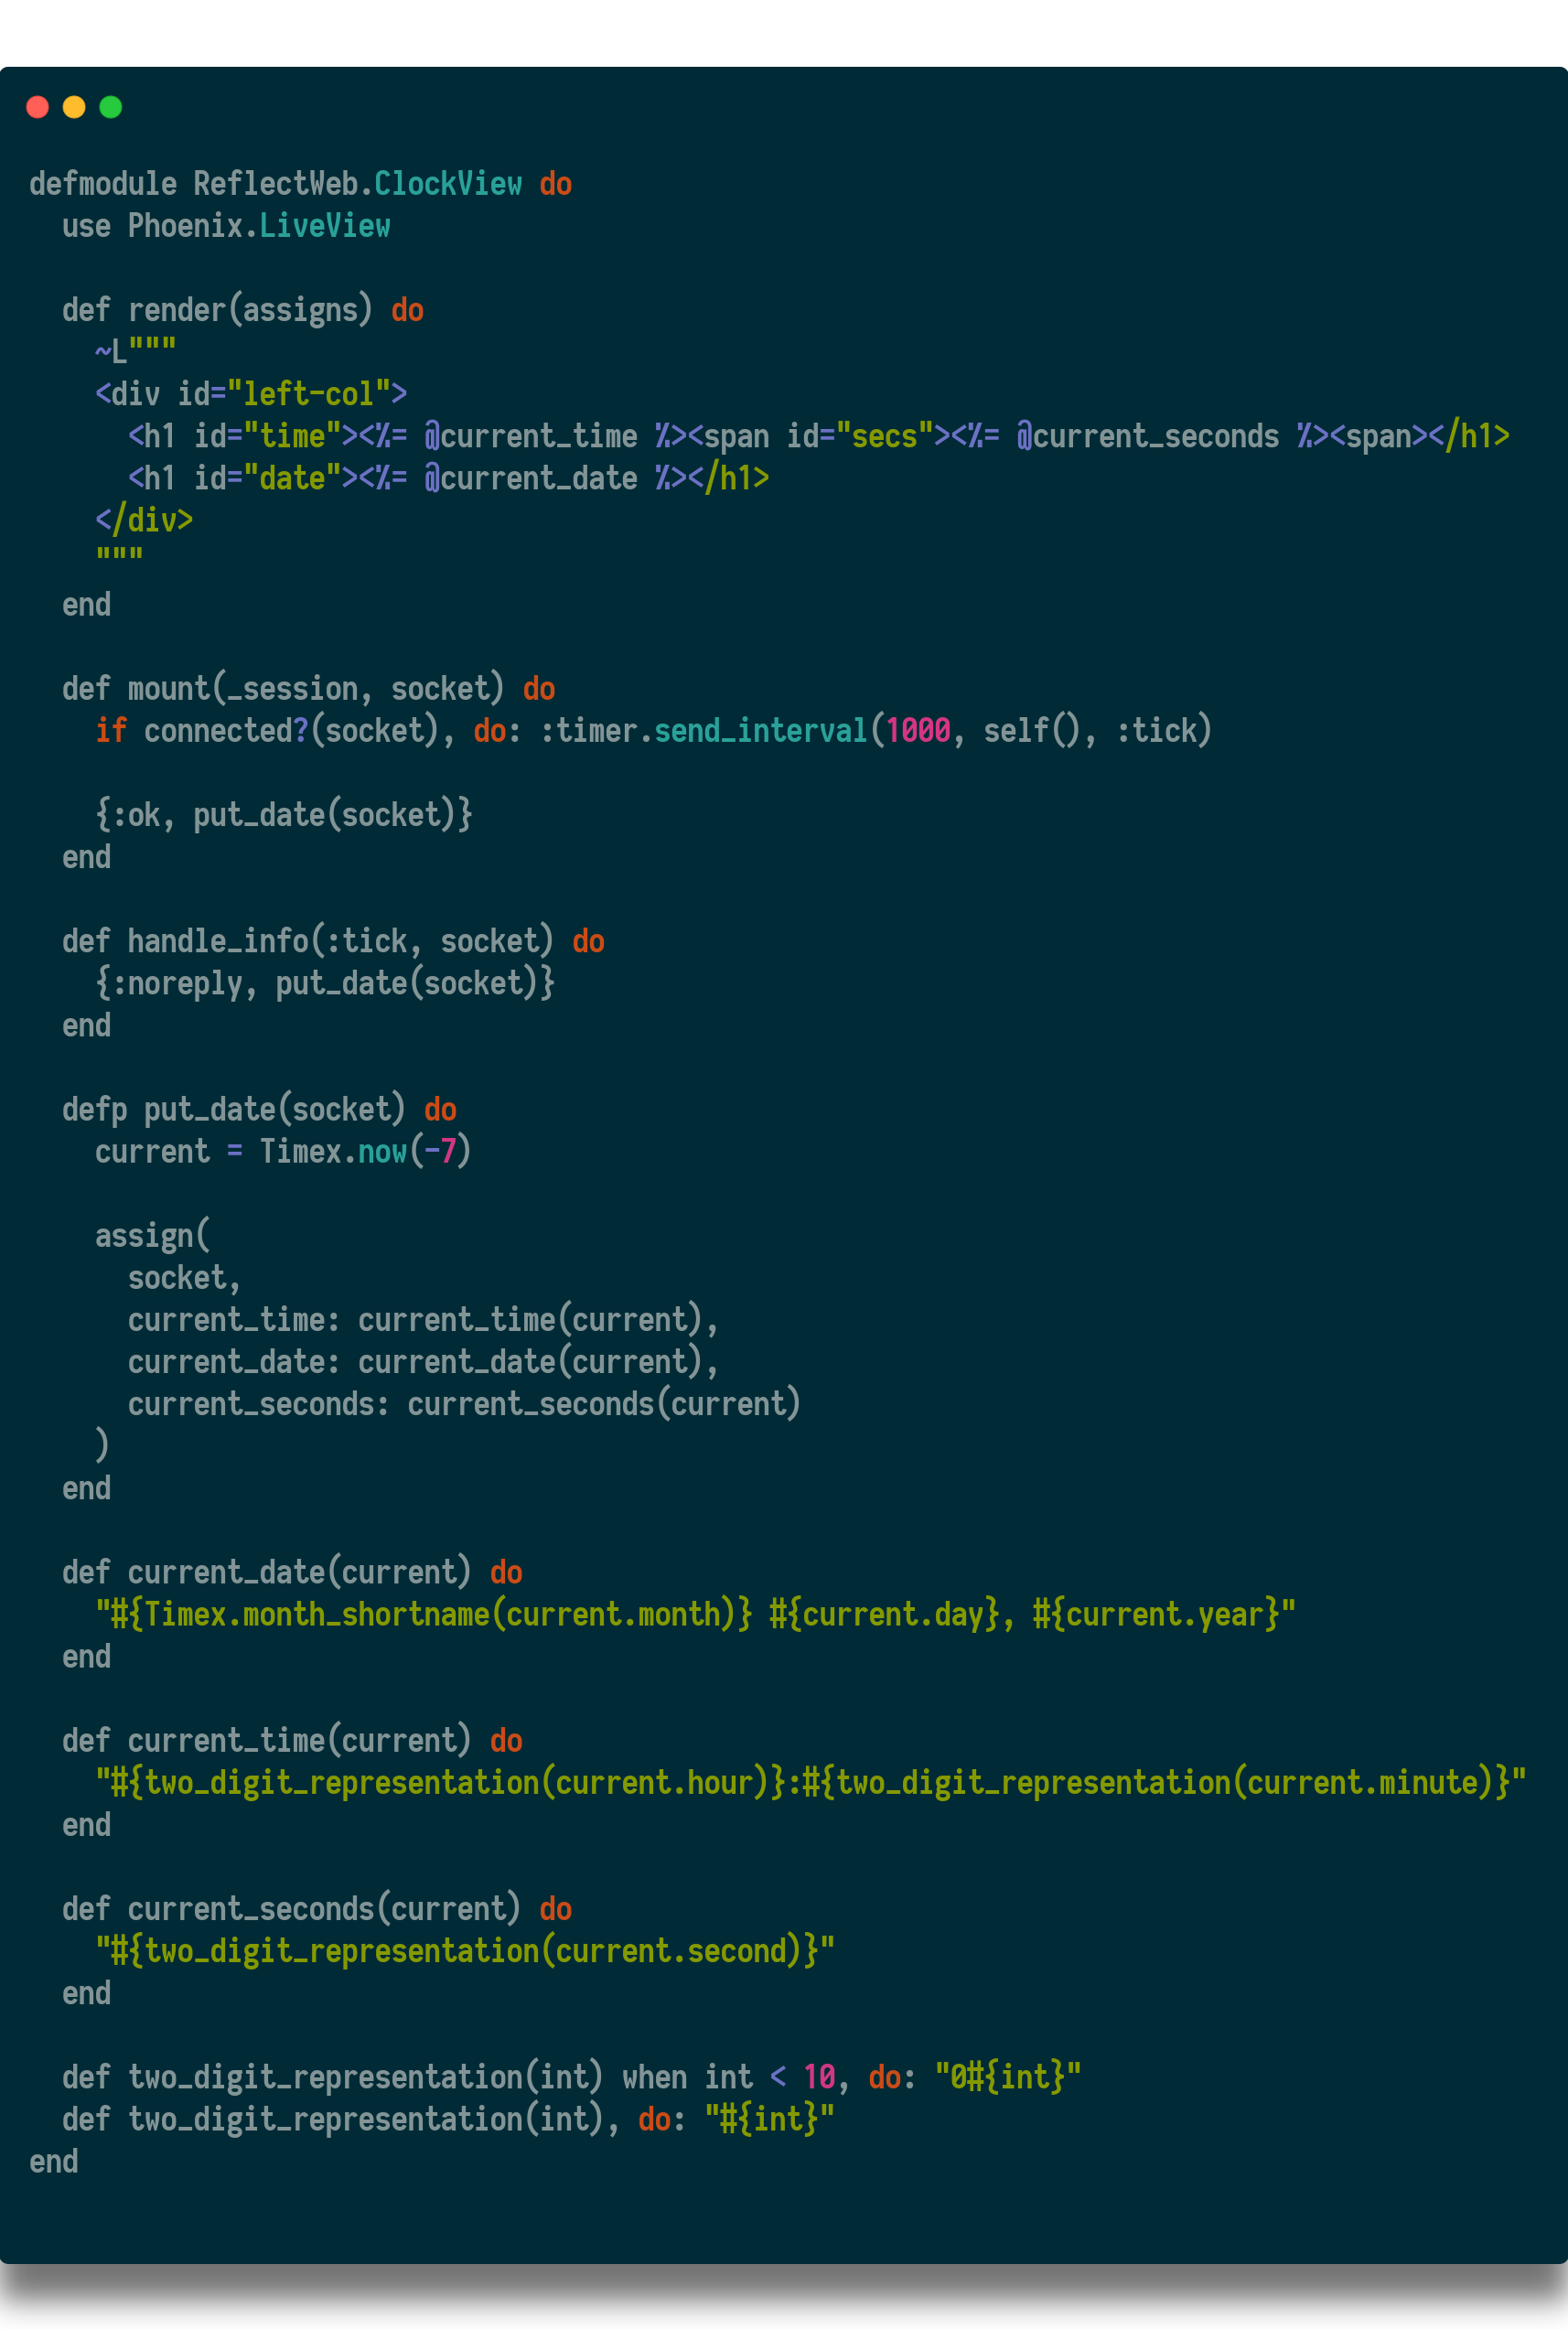 defmodule ReflectWeb.ClockView do
  use Phoenix.LiveView

  def render(assigns) do
    ~L"""
    <div id="left-col">
      <h1 id="time"><%= @current_time %><span id="secs"><%= @current_seconds %><span></h1>
      <h1 id="date"><%= @current_date %></h1>
    </div>
    """
  end

  def mount(_session, socket) do
    if connected?(socket), do: :timer.send_interval(1000, self(), :tick)

    {:ok, put_date(socket)}
  end

  def handle_info(:tick, socket) do
    {:noreply, put_date(socket)}
  end

  defp put_date(socket) do
    current = Timex.now(-7)

    assign(
      socket,
      current_time: current_time(current),
      current_date: current_date(current),
      current_seconds: current_seconds(current)
    )
  end

  def current_date(current) do
    "#{Timex.month_shortname(current.month)} #{current.day}, #{current.year}"
  end

  def current_time(current) do
    "#{two_digit_representation(current.hour)}:#{two_digit_representation(current.minute)}"
  end

  def current_seconds(current) do
    "#{two_digit_representation(current.second)}"
  end

  def two_digit_representation(int) when int < 10, do: "0#{int}"
  def two_digit_representation(int), do: "#{int}"
end